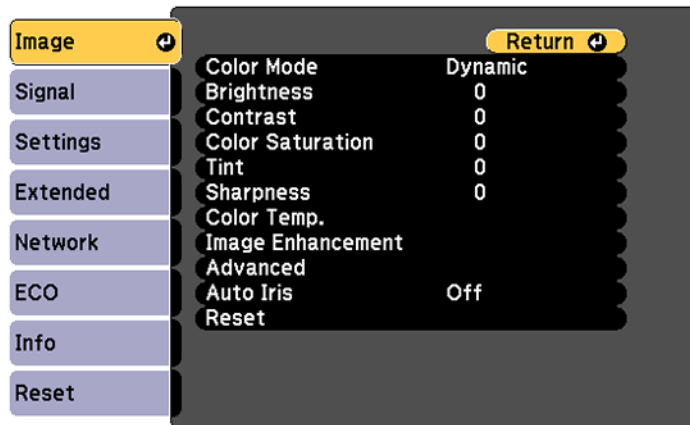 Image
Signal
Settings
Extended
Network
ECO
Info
Reset
Return
Color Mode Dynamic
Brightness 0
Contrast 0
Color Saturation 0
Tint 0
Sharpness 0
Color Temp.
Image Enhancement
Advanced
Auto Iris Off
Reset